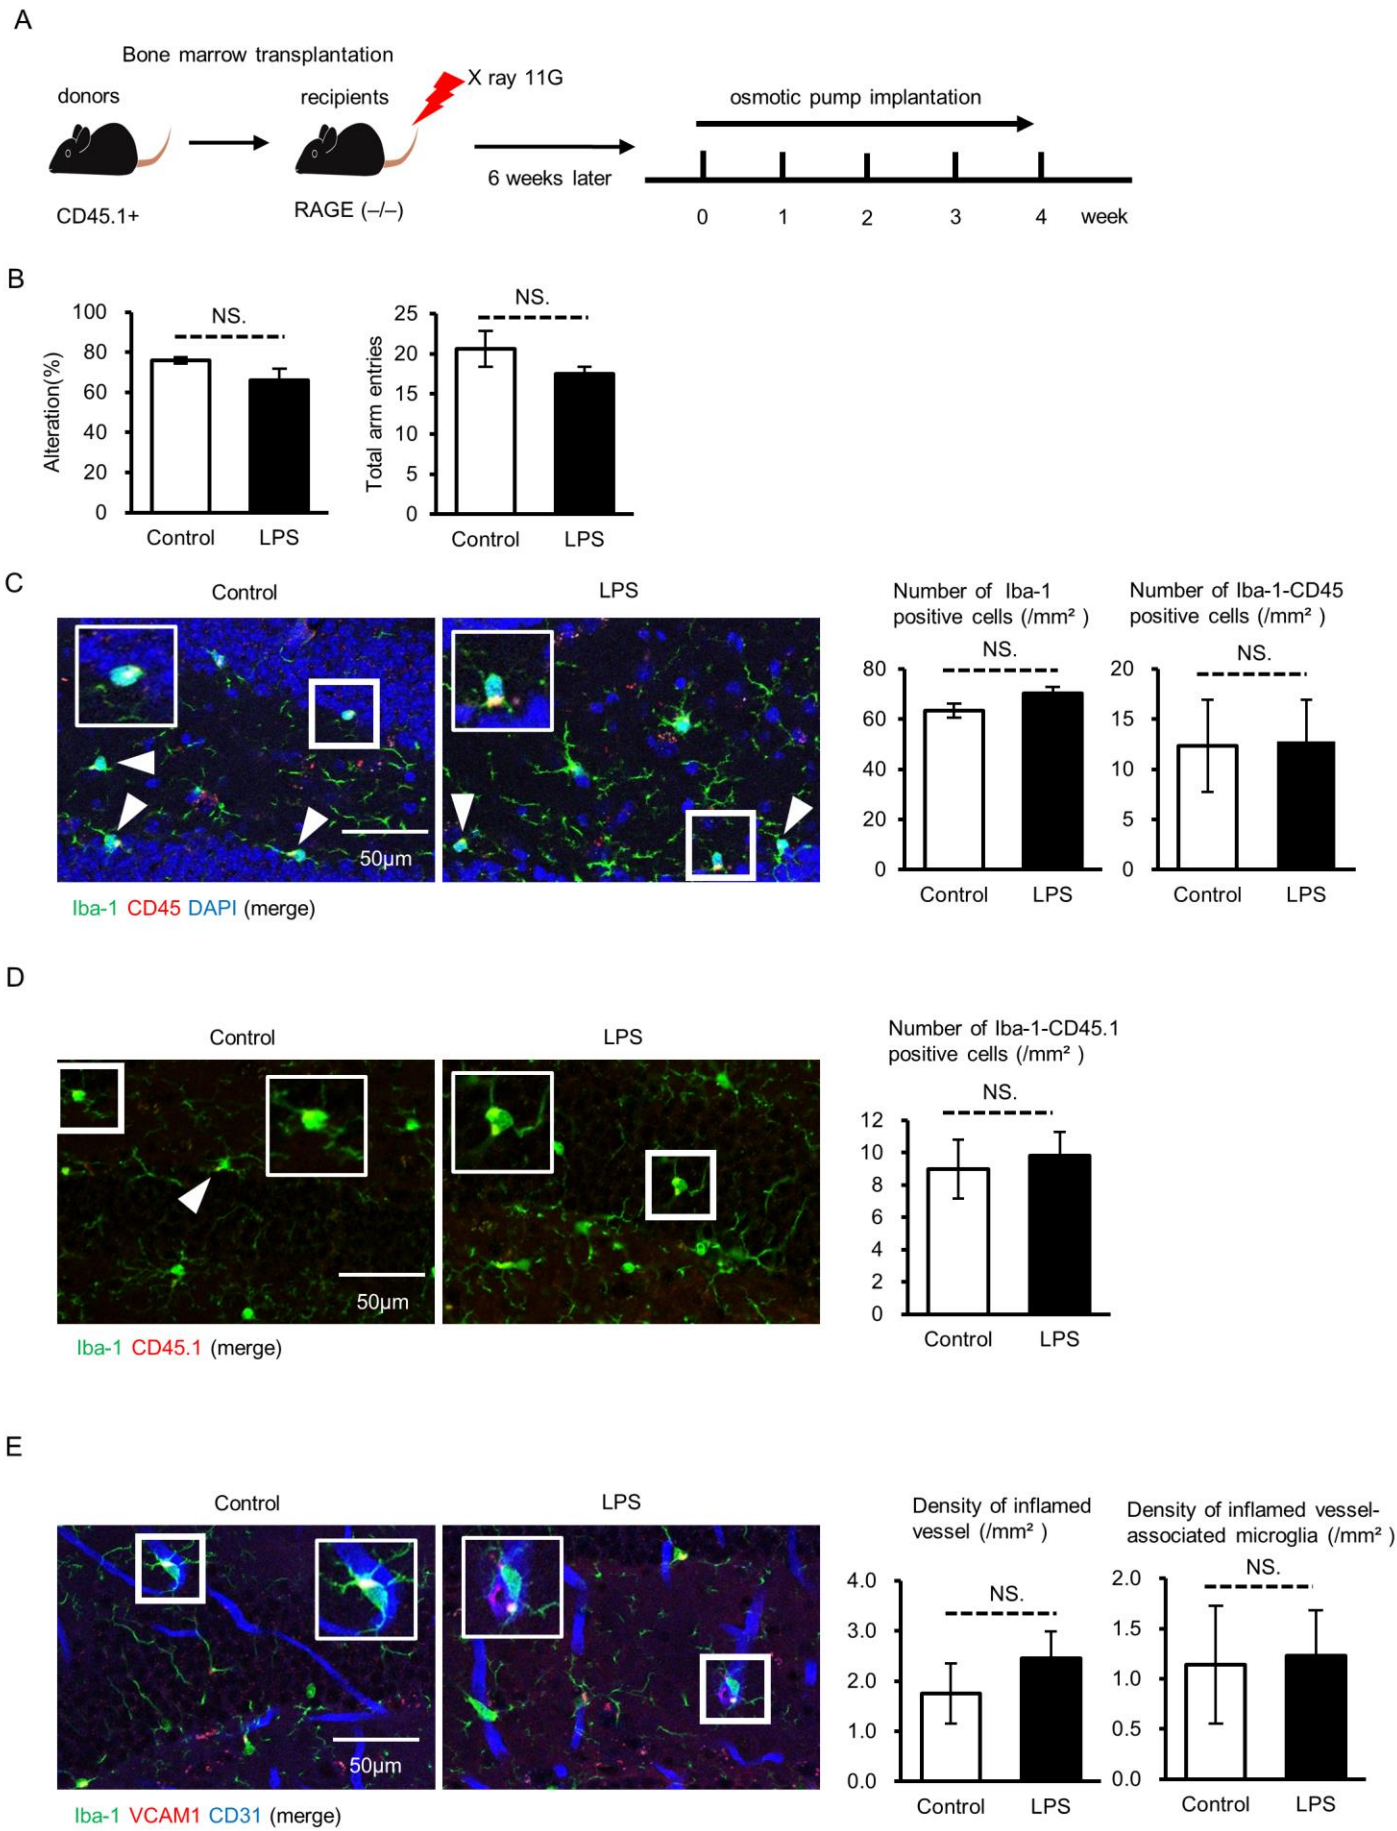 A
Bone marrow transplantation
donors
recipients
X ray 11G
osmotic pump implantation
6 weeks later
CD45.1+
RAGE (–/–)
0 1 2 3 4 week
B
100
80
60
40
20
0
Alteration(%)
NS.
Control LPS
25
20
15
10
5
0
Total arm entries
NS.
Control LPS
C
Control
LPS
50µm
Iba-1 CD45 DAPI (merge)
Number of Iba-1
positive cells (/mm² )
NS.
80
60
40
20
0
Control LPS
Number of Iba-1-CD45
positive cells (/mm² )
NS.
20
15
10
5
0
Control LPS
D
Control
LPS
50µm
Iba-1 CD45.1 (merge)
Number of Iba-1-CD45.1
positive cells (/mm² )
NS.
12
10
8
6
4
2
0
Control LPS
E
Control
LPS
50µm
Iba-1 VCAM1 CD31 (merge)
Density of inflamed
vessel (/mm² )
NS.
4.0
3.0
2.0
1.0
0.0
Control LPS
Density of inflamed vessel-
associated microglia (/mm² )
NS.
2.0
1.5
1.0
0.5
0.0
Control LPS